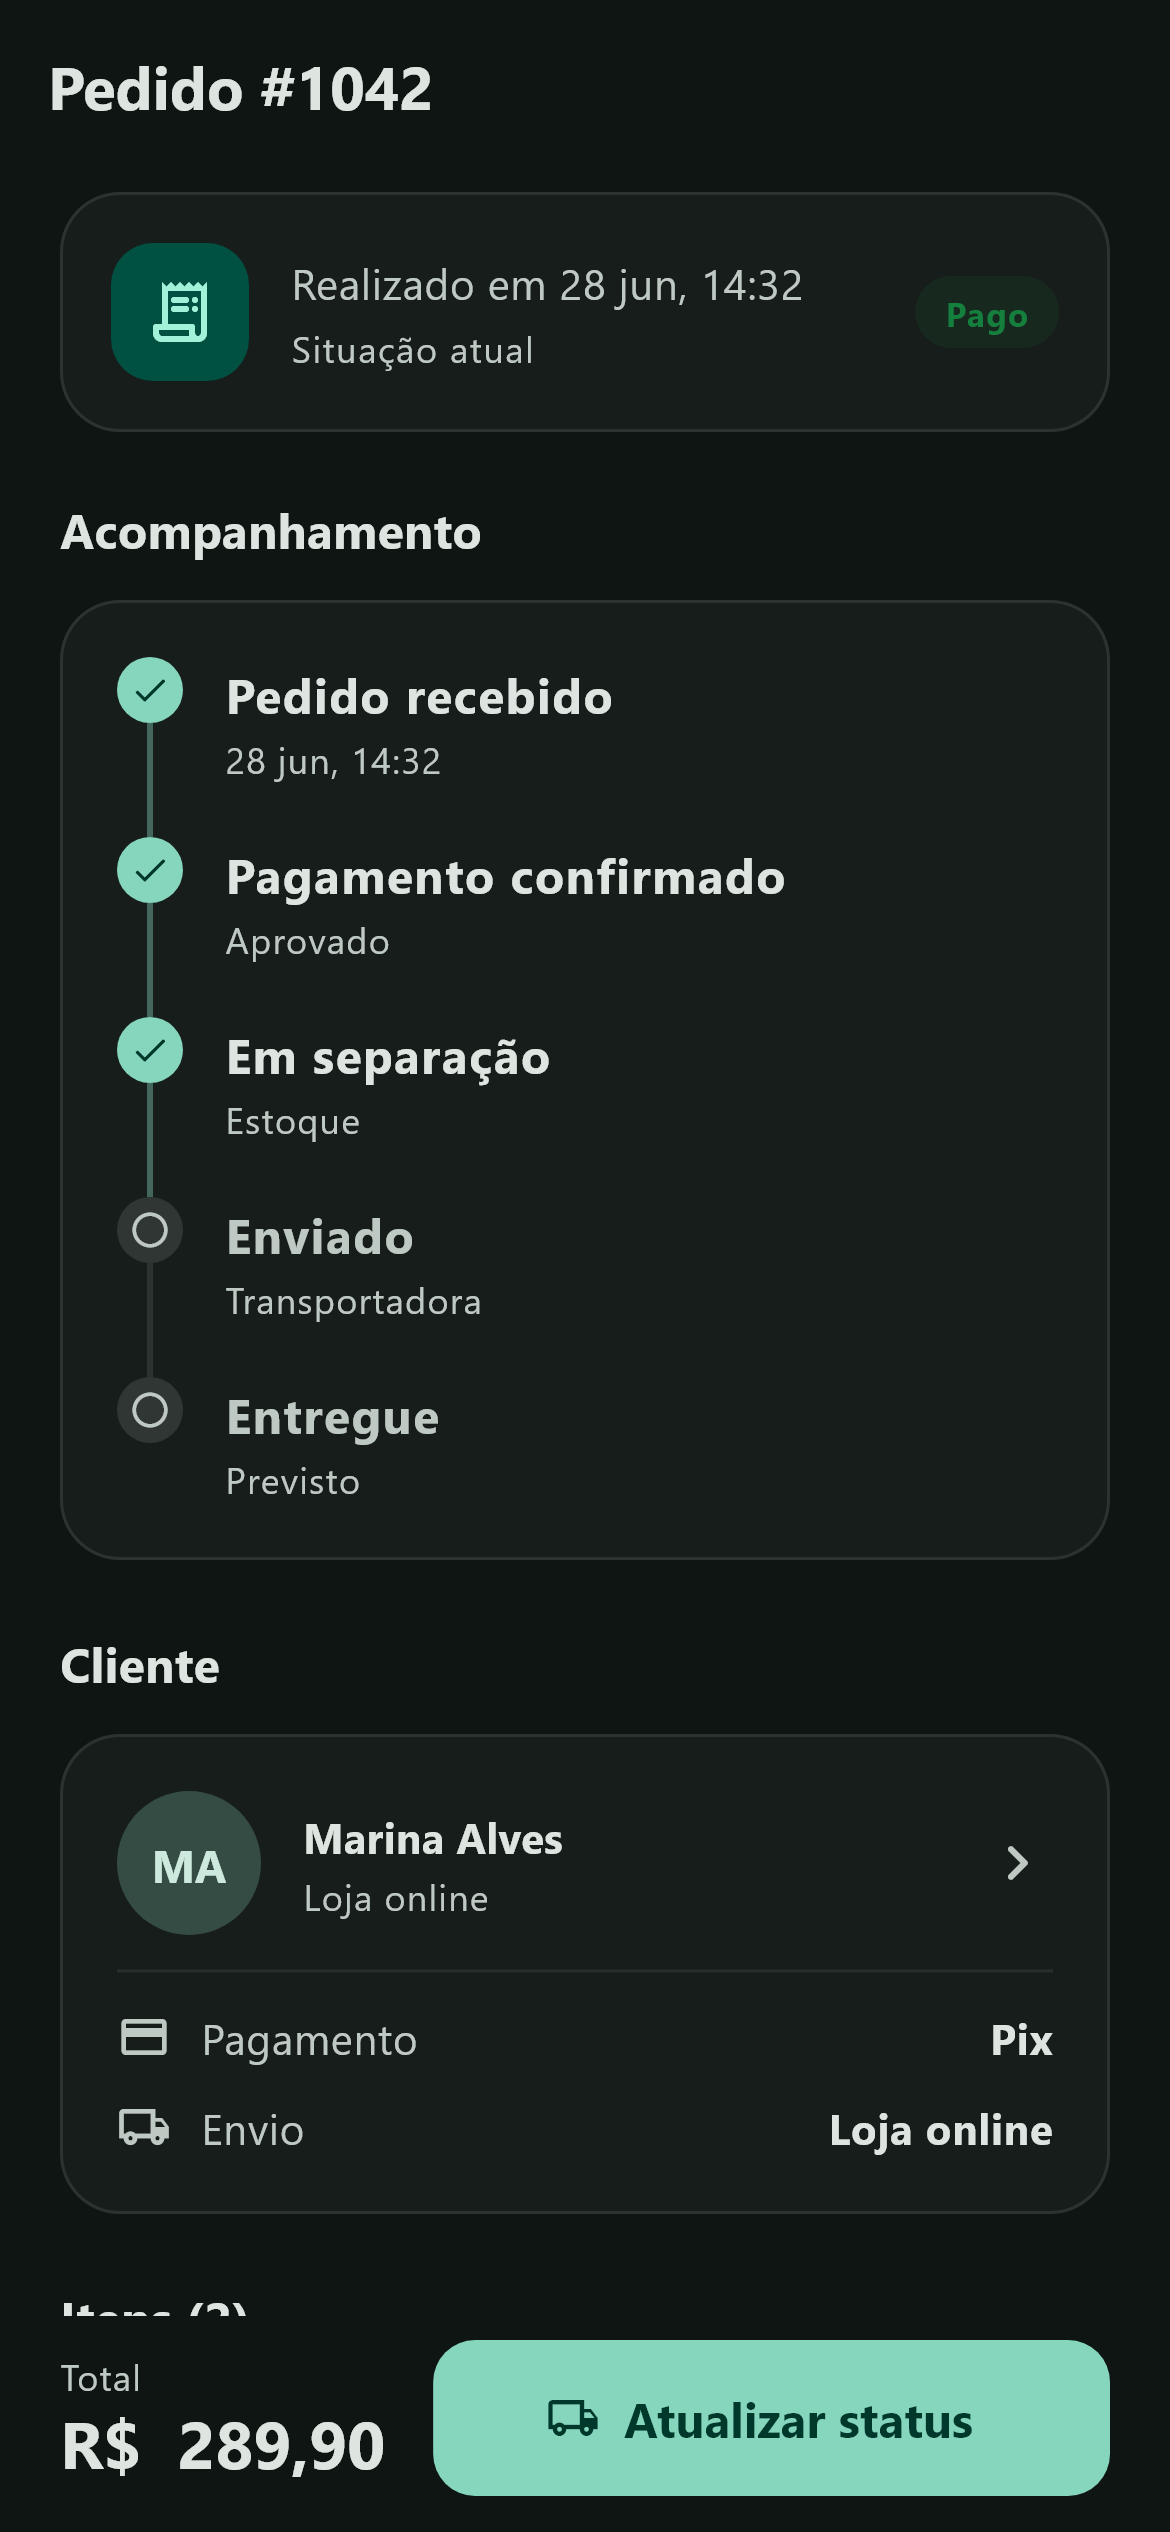 Pedido #1042
Realizado em 28 jun, 14:32
Situação atual
Pago
Acompanhamento
Pedido recebido
28 jun, 14:32
Pagamento confirmado
Aprovado
Em separação
Estoque
Enviado
Transportadora
Entregue
Previsto
Cliente
MA
Marina Alves
Loja online
Pagamento
Pix
Envio
Loja online
Itens (2)
Total
R$ 289,90
Atualizar status